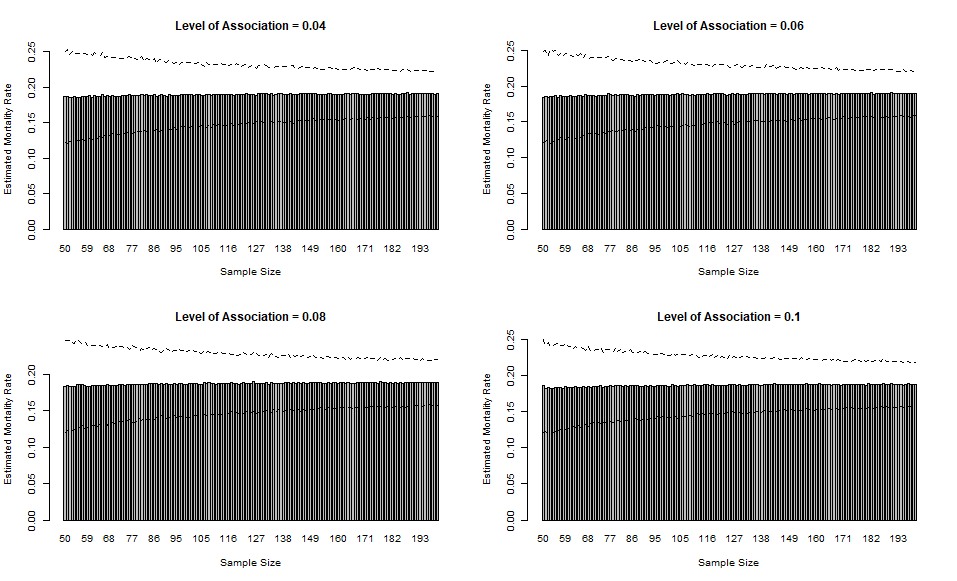 Level of Association = 0.04
Estimated Mortality Rate
0.00 0.05 0.10 0.15 0.20 0.25
50 59 68 77 86 95 105 116 127 138 149 160 171 182 193
Sample Size
Level of Association = 0.06
Estimated Mortality Rate
0.00 0.05 0.10 0.15 0.20 0.25
50 59 68 77 86 95 105 116 127 138 149 160 171 182 193
Sample Size
Level of Association = 0.08
Estimated Mortality Rate
0.00 0.05 0.10 0.15 0.20
50 59 68 77 86 95 105 116 127 138 149 160 171 182 193
Sample Size
Level of Association = 0.1
Estimated Mortality Rate
0.00 0.05 0.10 0.15 0.20 0.25
50 59 68 77 86 95 105 116 127 138 149 160 171 182 193
Sample Size